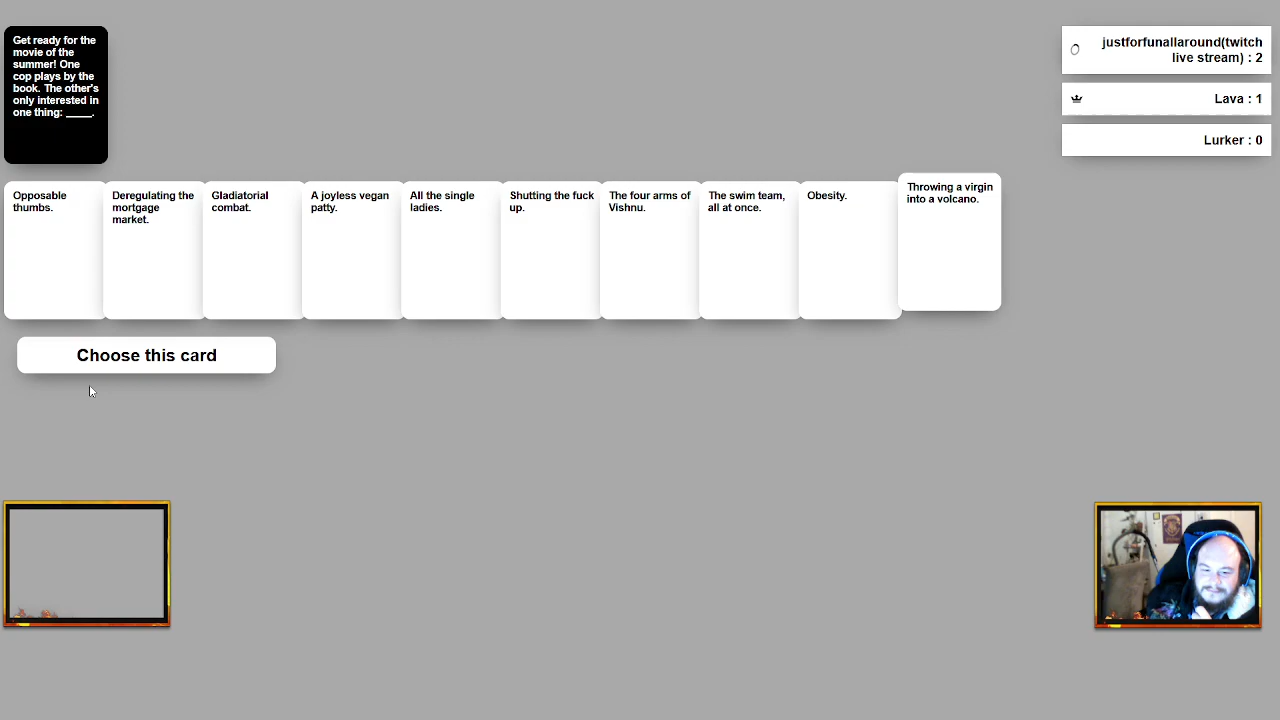 Get ready for the
movie of the
summer! One
cop plays by the
book. The other's
only interested in
one thing: _____.
justforfunallaround(twitch
live stream) : 2
Lava : 1
Lurker : 0
Opposable
thumbs.
Deregulating the
mortgage
market.
Gladiatorial
combat.
A joyless vegan
patty.
All the single
ladies.
Shutting the fuck
up.
The four arms of
Vishnu.
The swim team,
all at once.
Obesity.
Throwing a virgin
into a volcano.
Choose this card